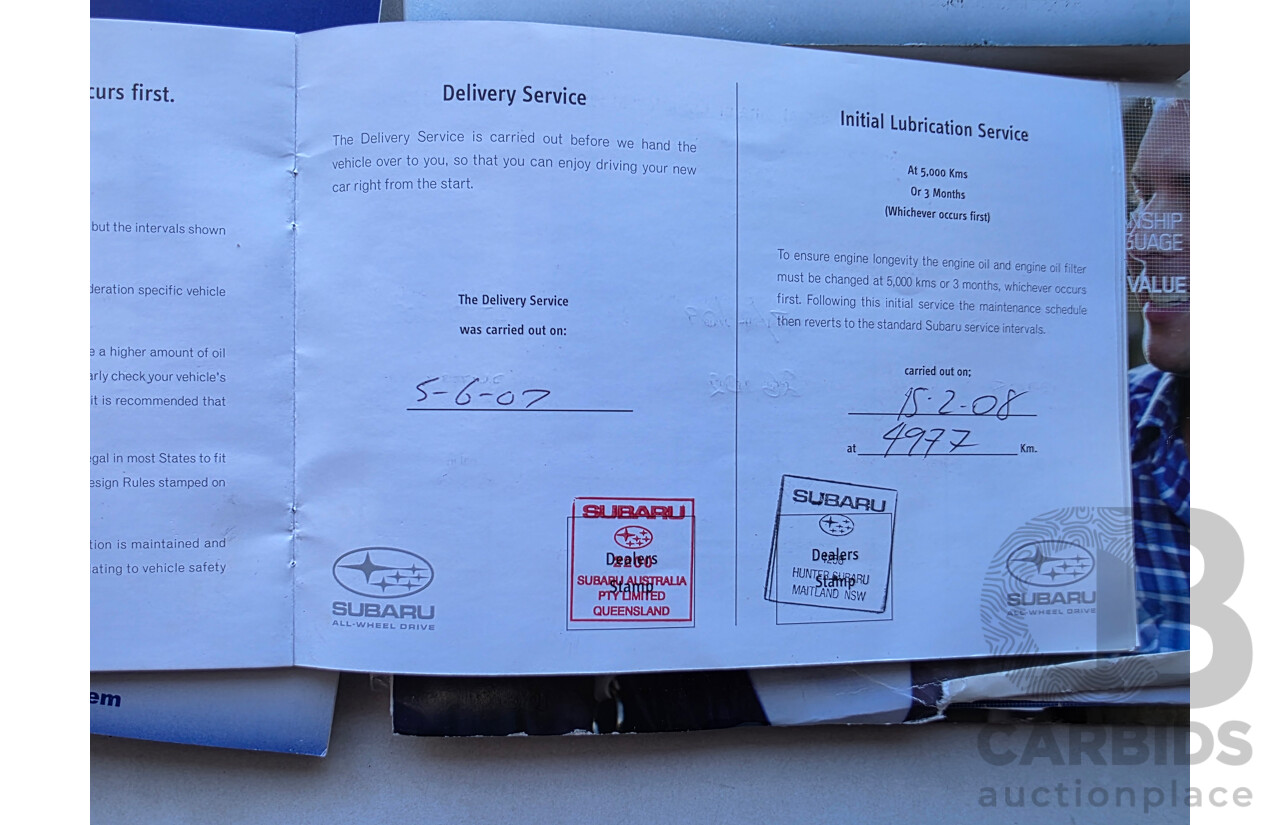 curs first.
but the intervals shown
deration specific vehicle
e a higher amount of oil
arly check your vehicle's
it is recommended that
egal in most States to fit
esign Rules stamped on
tion is maintained and
ating to vehicle safety
em
Delivery Service
The Delivery Service is carried out before we hand the
vehicle over to you, so that you can enjoy driving your new
car right from the start.
The Delivery Service
was carried out on:
5-6-07
SUBARU
ALL-WHEEL DRIVE
SUBARU
Dealers
2200
Stamp
SUBARU AUSTRALIA
PTY LIMITED
QUEENSLAND
Initial Lubrication Service
At 5,000 Kms
Or 3 Months
(Whichever occurs first)
To ensure engine longevity the engine oil and engine oil filter
must be changed at 5,000 kms or 3 months, whichever occurs
first. Following this initial service the maintenance schedule
then reverts to the standard Subaru service intervals.
carried out on;
15-2-08
at 4977 Km.
SUBARU
Dealers
Stamp
HUNTER SUBARU
MAITLAND NSW
SUBARU
ALL-WHEEL DRIVE
NSHIP
GUAGE
VALUE
CARBIDS
auctionplace